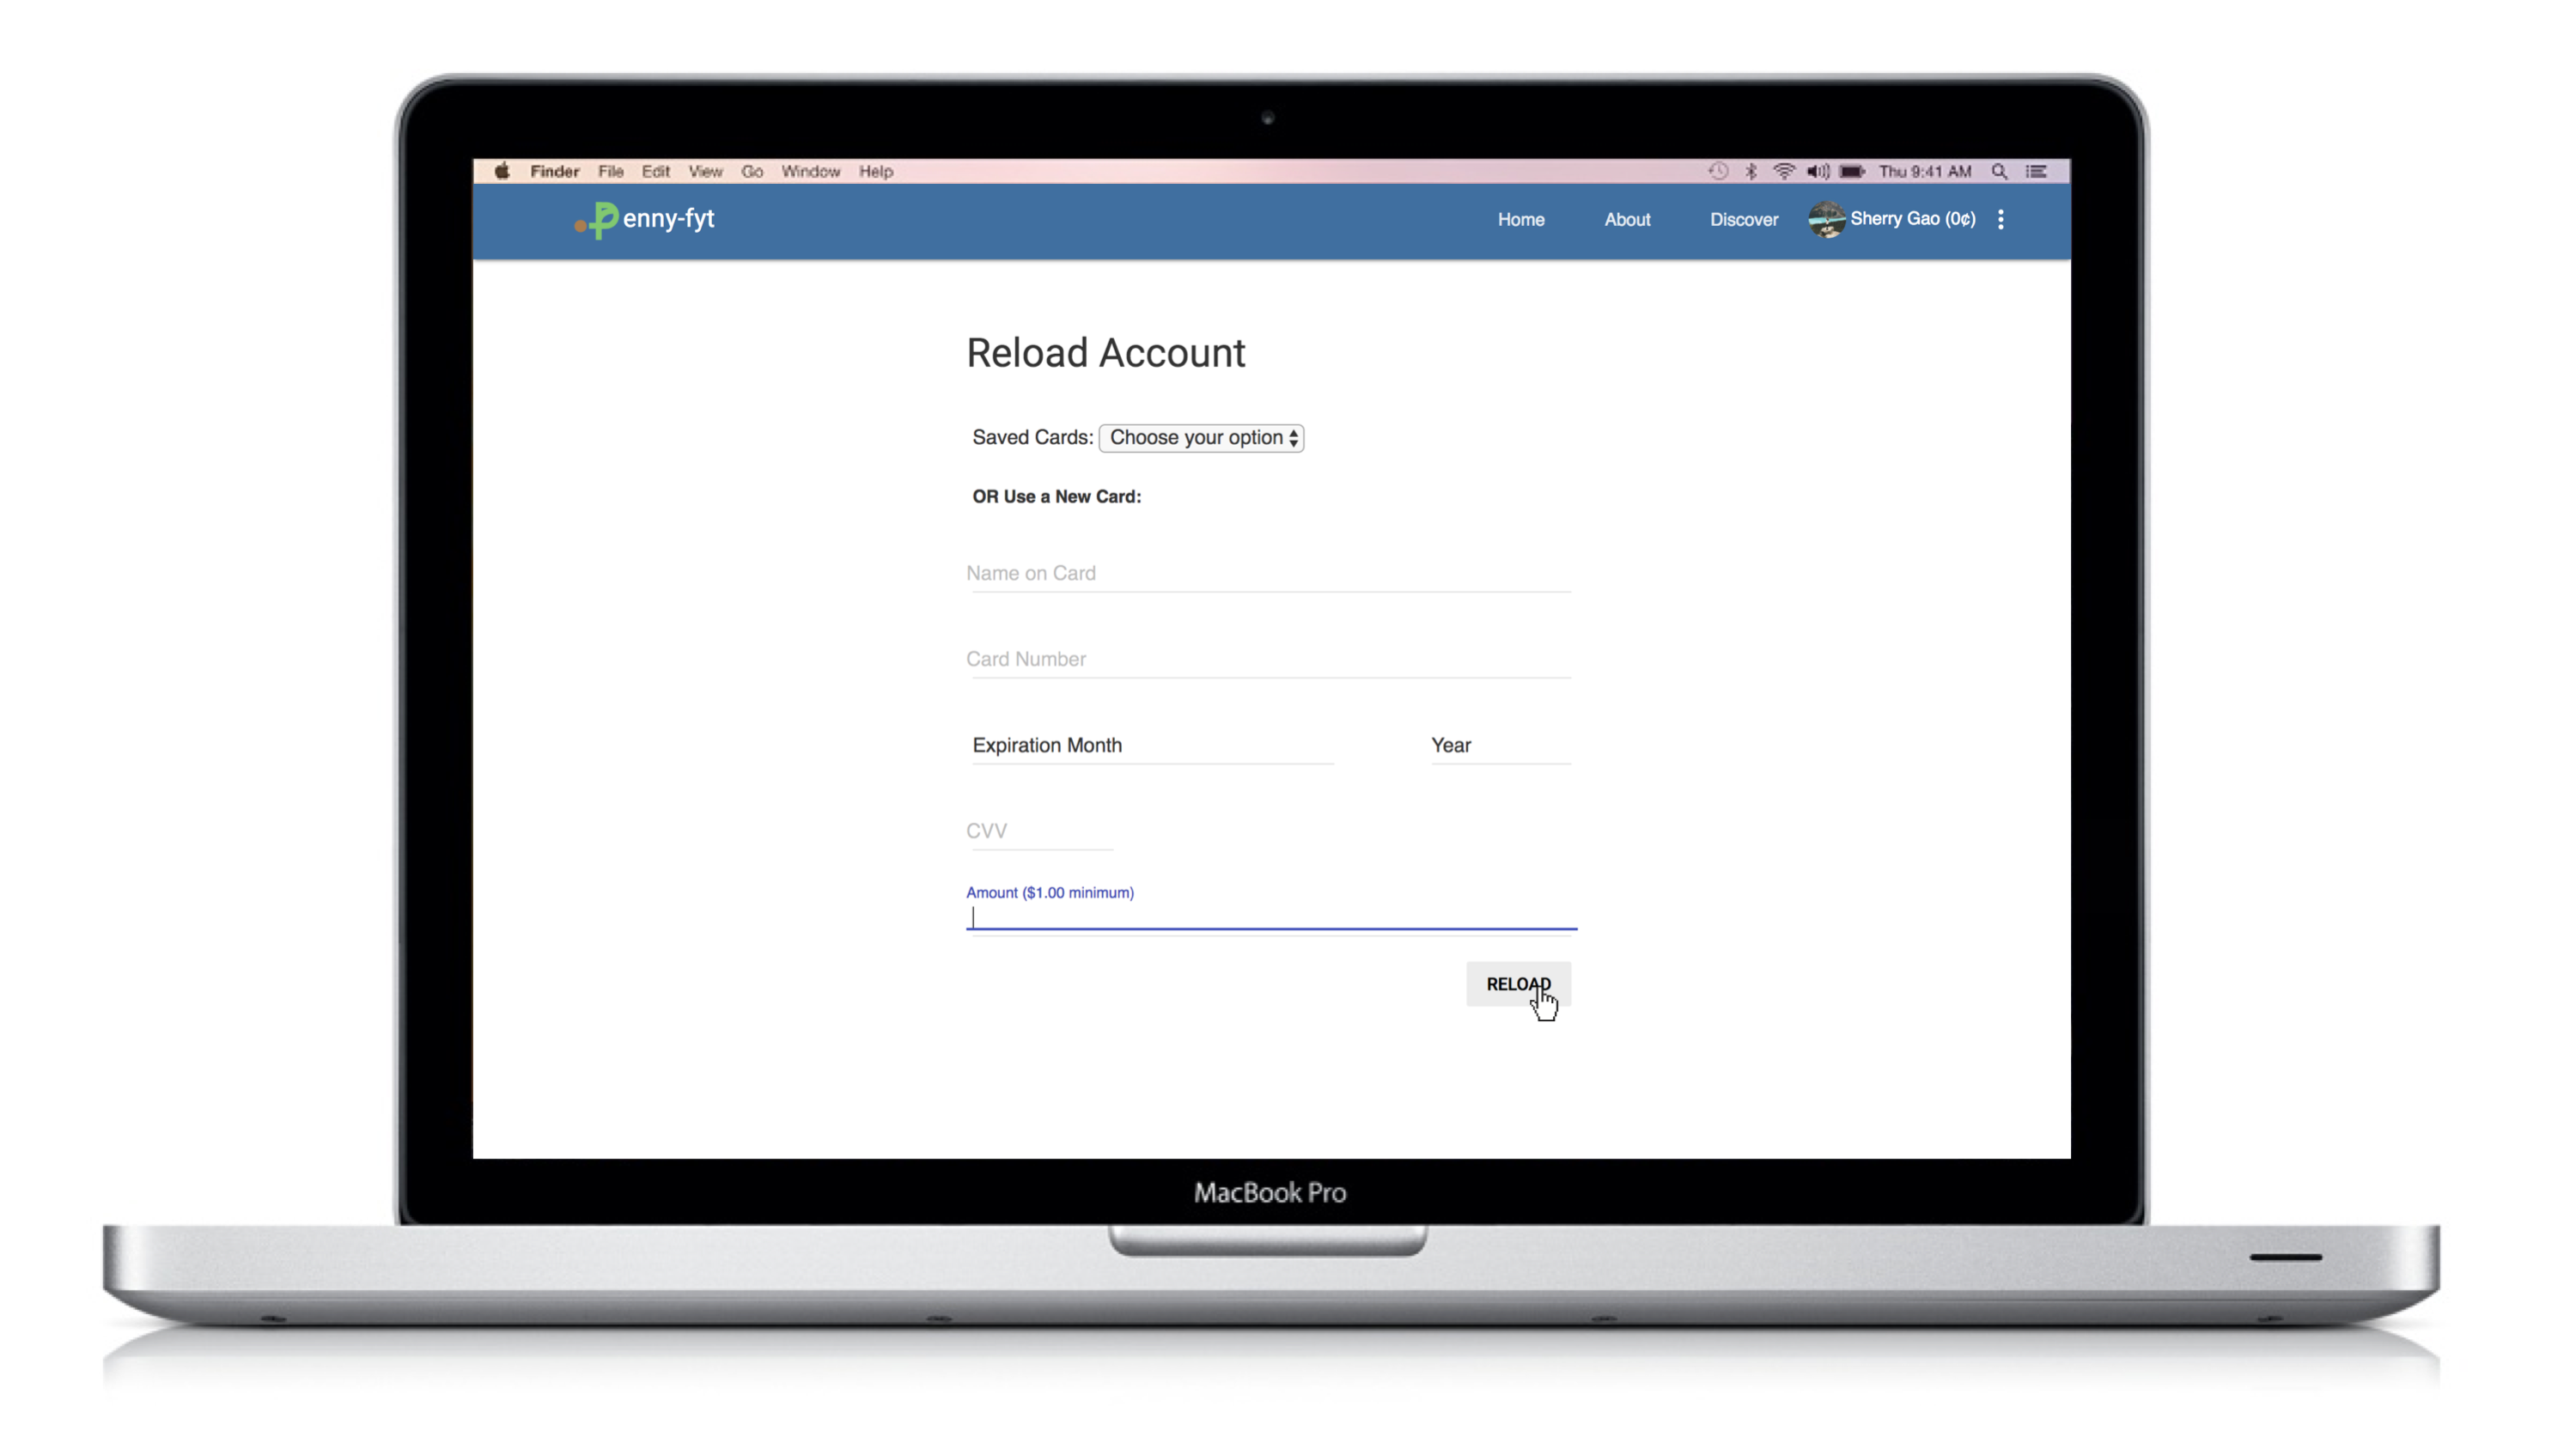 Finder File Edit View Go Window Help Thu 9:41 AM
Penny-fyt Home About Discover Sherry Gao (0¢)
Reload Account
Saved Cards: Choose your option
OR Use a New Card:
Name on Card
Card Number
Expiration Month Year
CVV
Amount ($1.00 minimum)
RELOAD
MacBook Pro